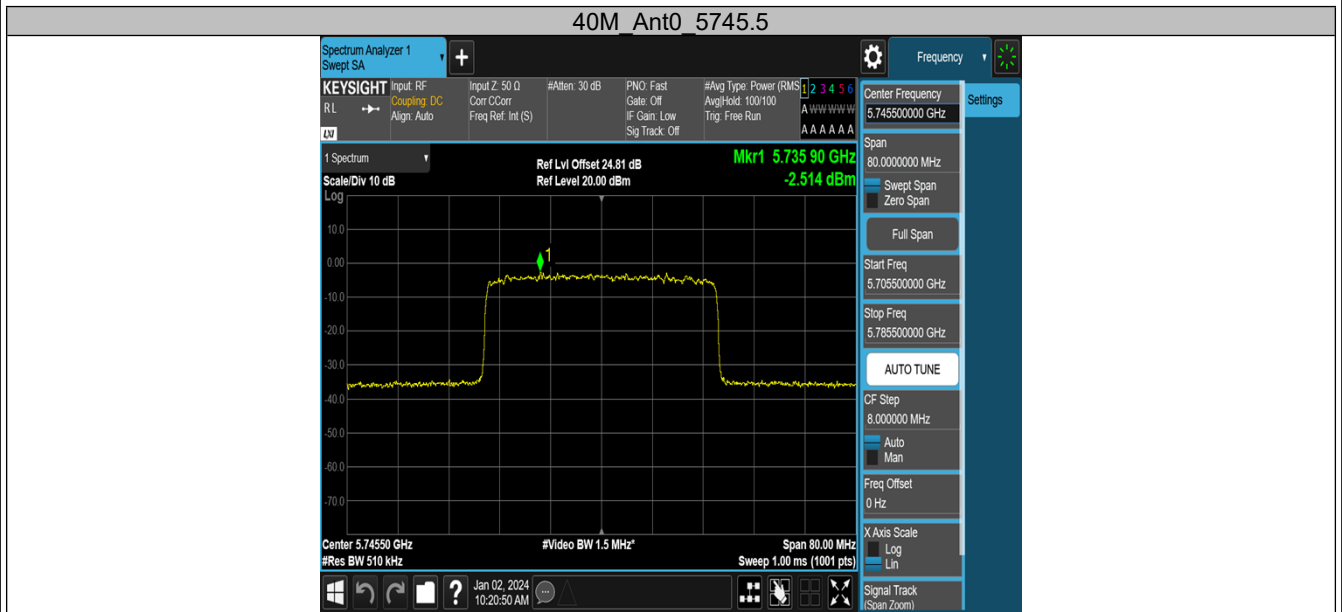 40M_Ant0_5745.5
Spectrum Analyzer 1
Swept SA
+
Frequency
KEYSIGHT
RL
LXI
Input: RF
Coupling: DC
Align: Auto
Input Z: 50 Ω
Corr CCorr
Freq Ref: Int (S)
#Atten: 30 dB
PNO: Fast
Gate: Off
IF Gain: Low
Sig Track: Off
#Avg Type: Power (RMS
Avg|Hold: 100/100
Trig: Free Run
1 2 3 4 5 6
A W W W W W
A A A A A A
1 Spectrum
Scale/Div 10 dB
Log
Ref Lvl Offset 24.81 dB
Ref Level 20.00 dBm
Mkr1 5.735 90 GHz
-2.514 dBm
1
10.0
0.00
-10.0
-20.0
-30.0
-40.0
-50.0
-60.0
-70.0
Center 5.74550 GHz
#Res BW 510 kHz
#Video BW 1.5 MHz*
Span 80.00 MHz
Sweep 1.00 ms (1001 pts)
Center Frequency
5.745500000 GHz
Settings
Span
80.0000000 MHz
Swept Span
Zero Span
Full Span
Start Freq
5.705500000 GHz
Stop Freq
5.785500000 GHz
AUTO TUNE
CF Step
8.000000 MHz
Auto
Man
Freq Offset
0 Hz
X Axis Scale
Log
Lin
Signal Track
(Span Zoom)
?
Jan 02, 2024
10:20:50 AM